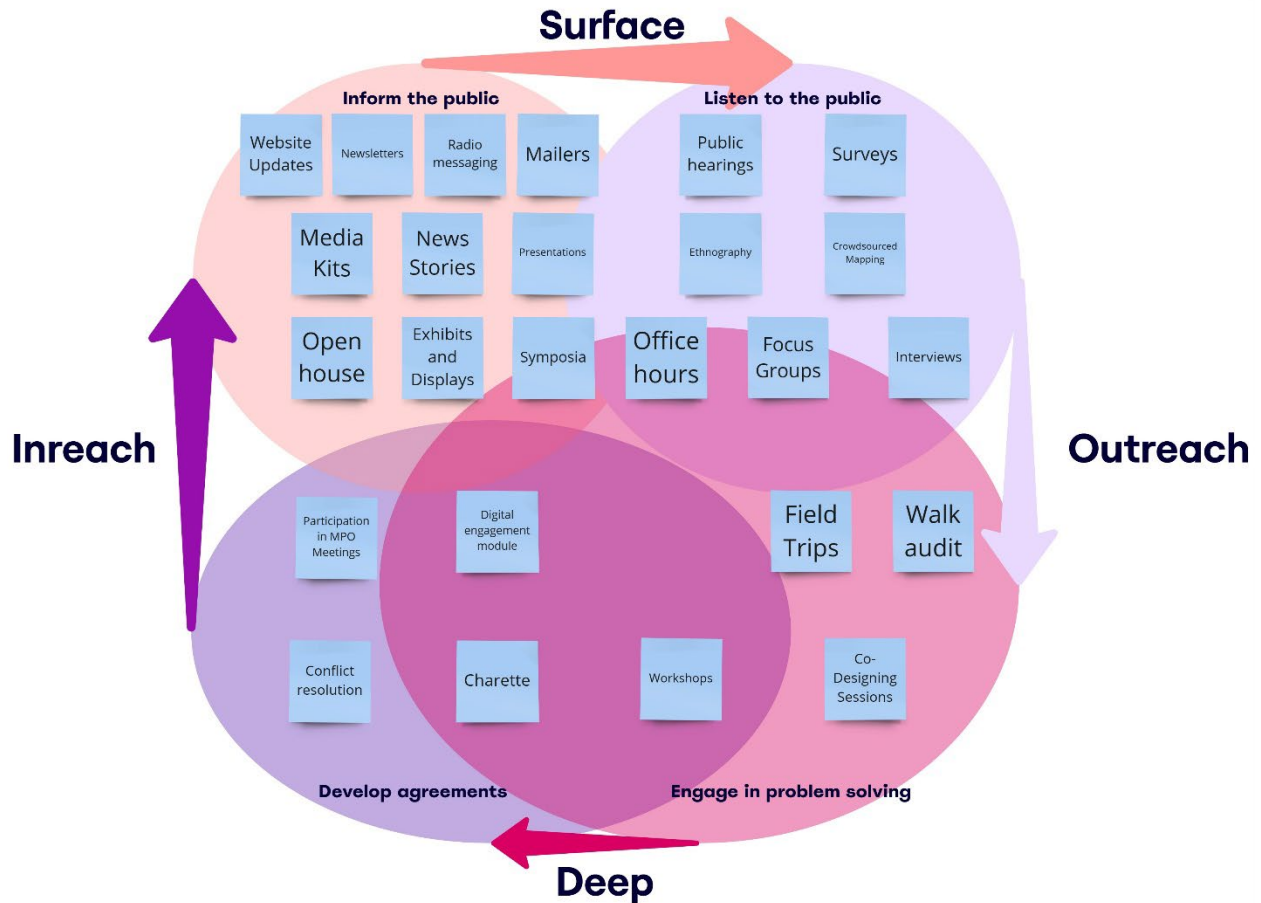 Surface
Inform the public
Listen to the public
Website
Updates
Newsletters
Radio
messaging
Mailers
Public
hearings
Surveys
Media
Kits
News
Stories
Presentations
Ethnography
Crowdsourced
Mapping
Open
house
Exhibits
and
Displays
Symposia
Office
hours
Focus
Groups
Interviews
Inreach
Outreach
Participation
in MPO
Meetings
Digital
engagement
module
Field
Trips
Walk
audit
Conflict
resolution
Charette
Workshops
Co-
Designing
Sessions
Develop agreements
Engage in problem solving
Deep